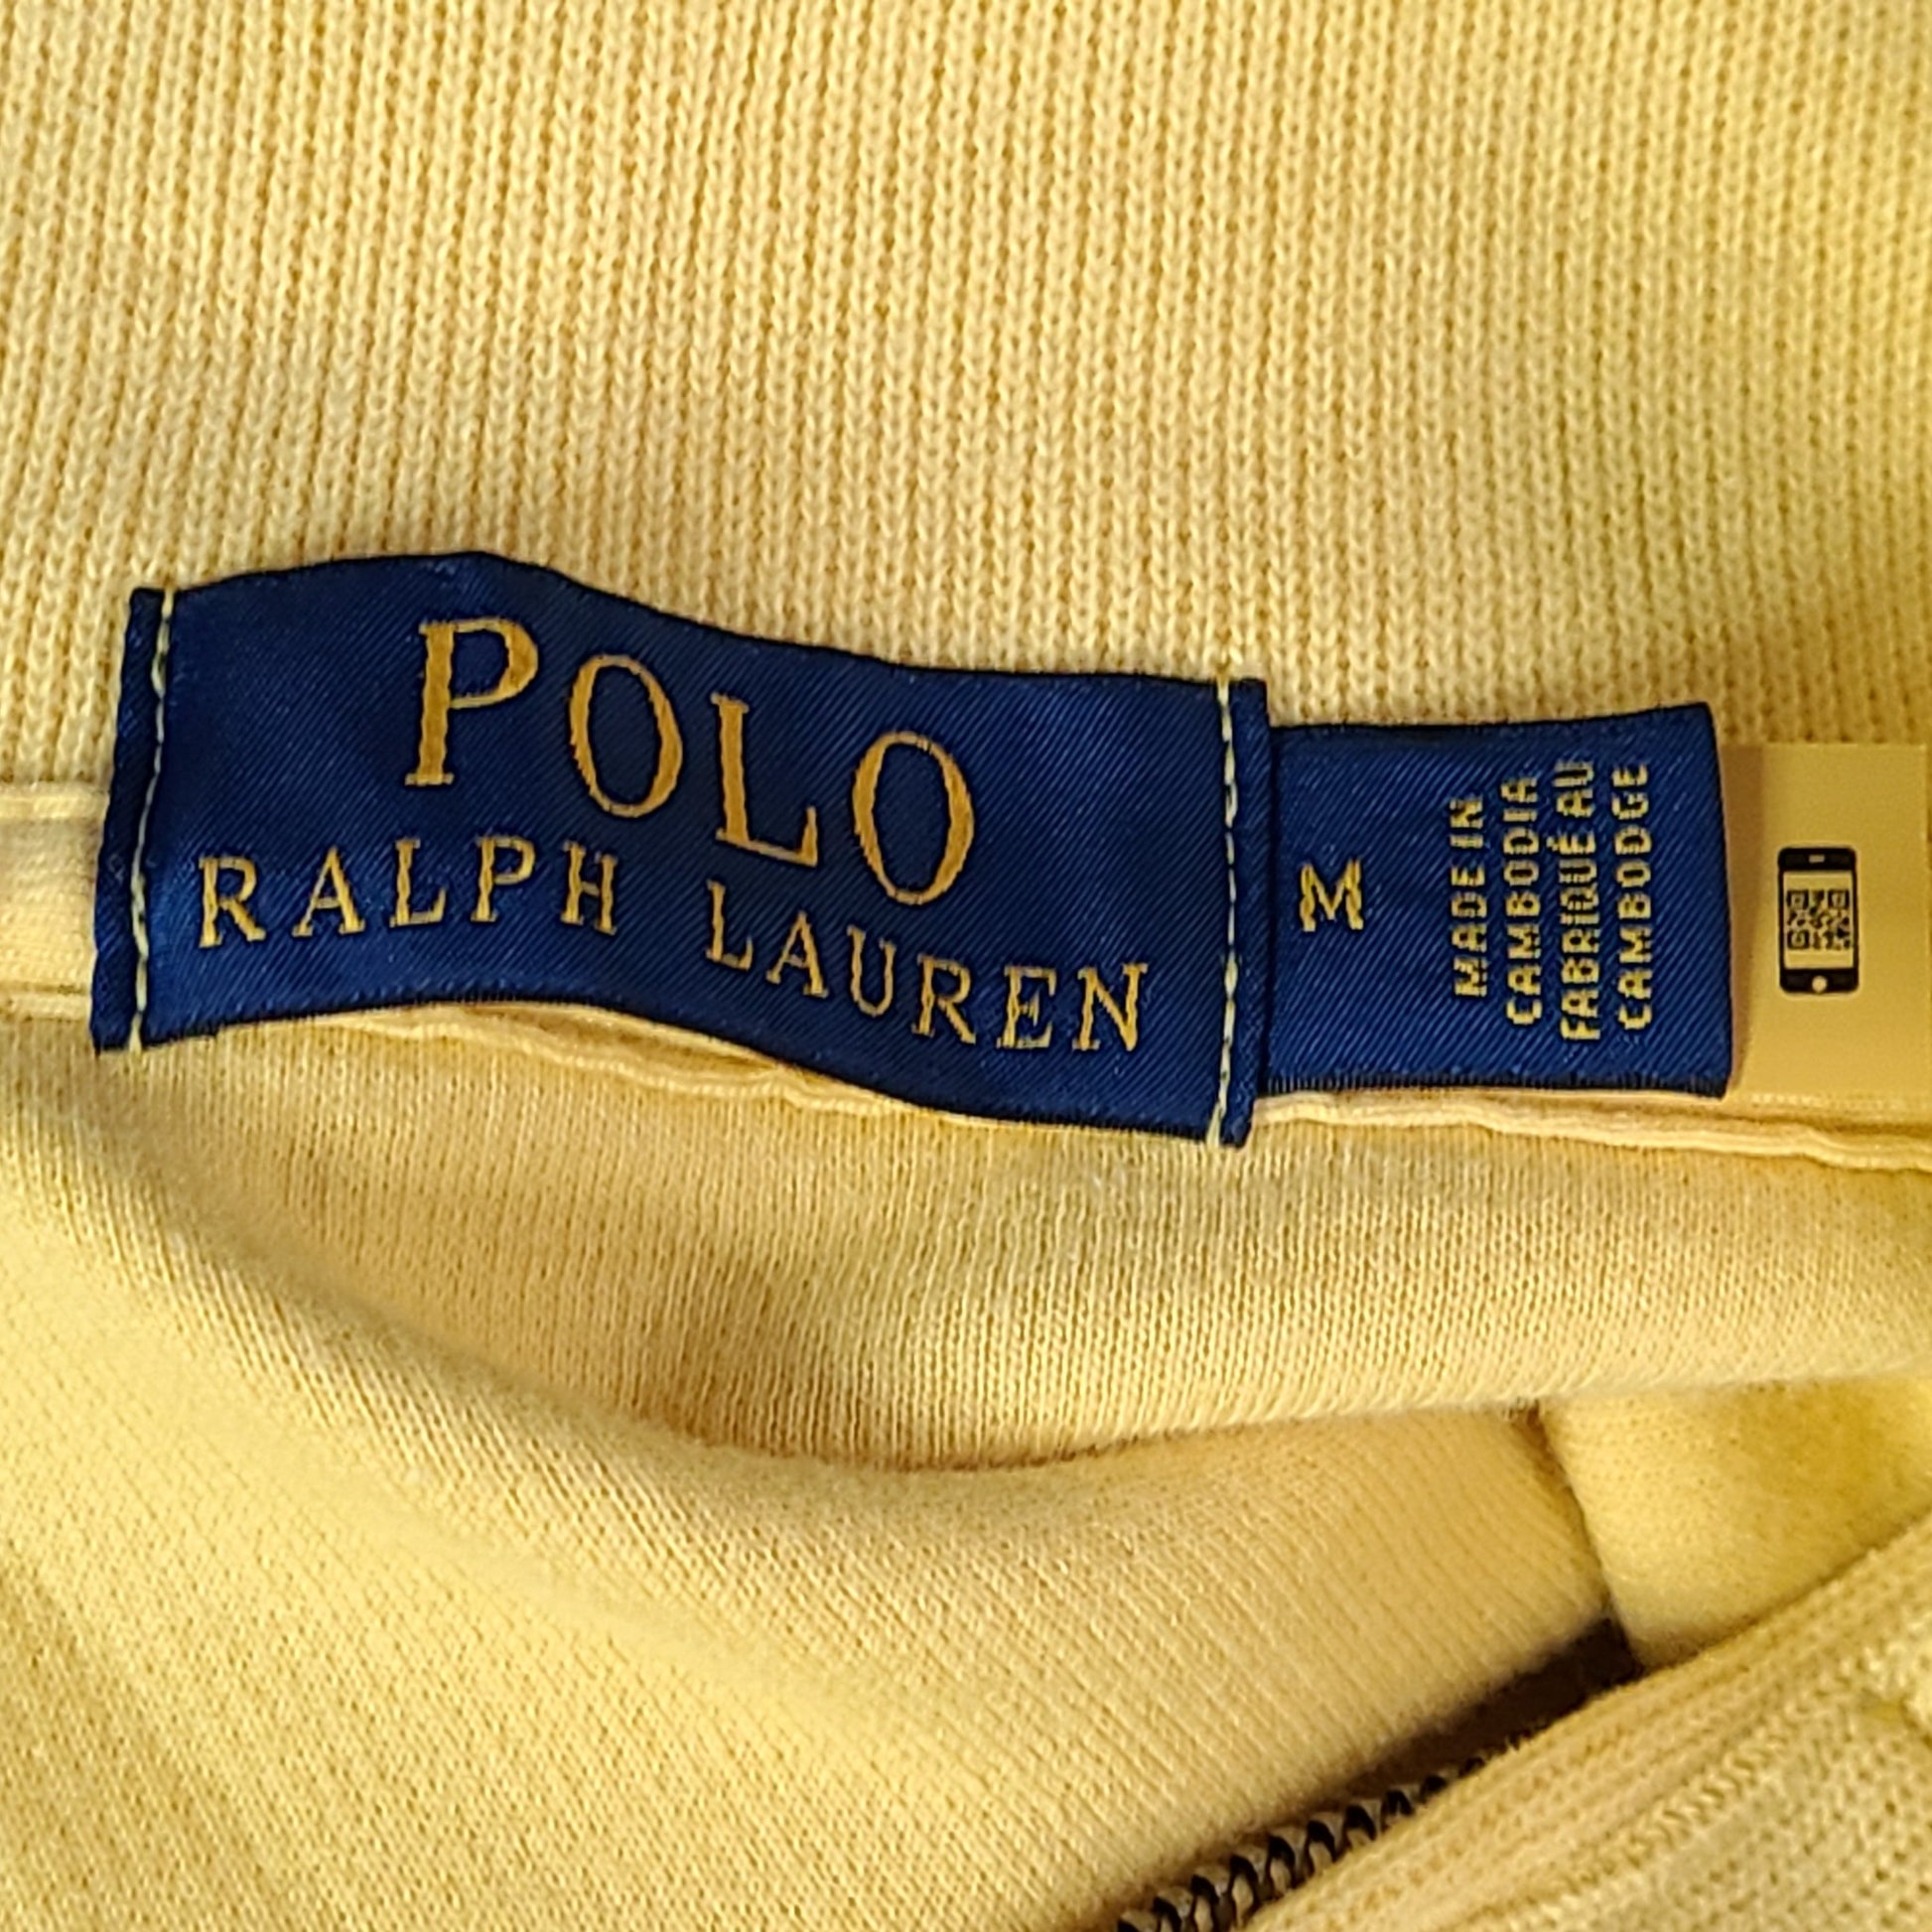 POLO
RALPH LAUREN
M
MADE IN
CAMBODIA
FABRIQUÉ AU
CAMBODGE